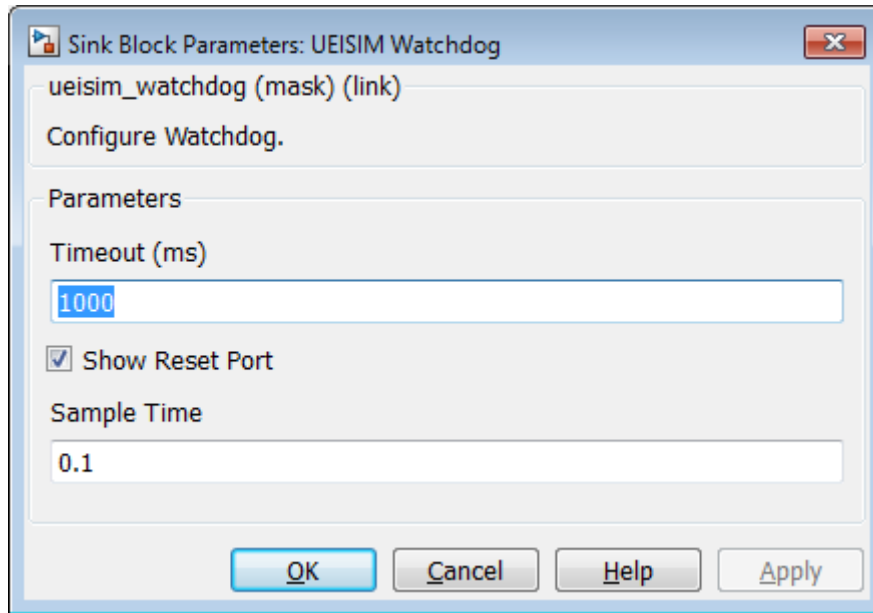 Sink Block Parameters: UEISIM Watchdog
ueisim_watchdog (mask) (link)
Configure Watchdog.
Parameters
Timeout (ms)
1000
Show Reset Port
Sample Time
0.1
OK Cancel Help Apply